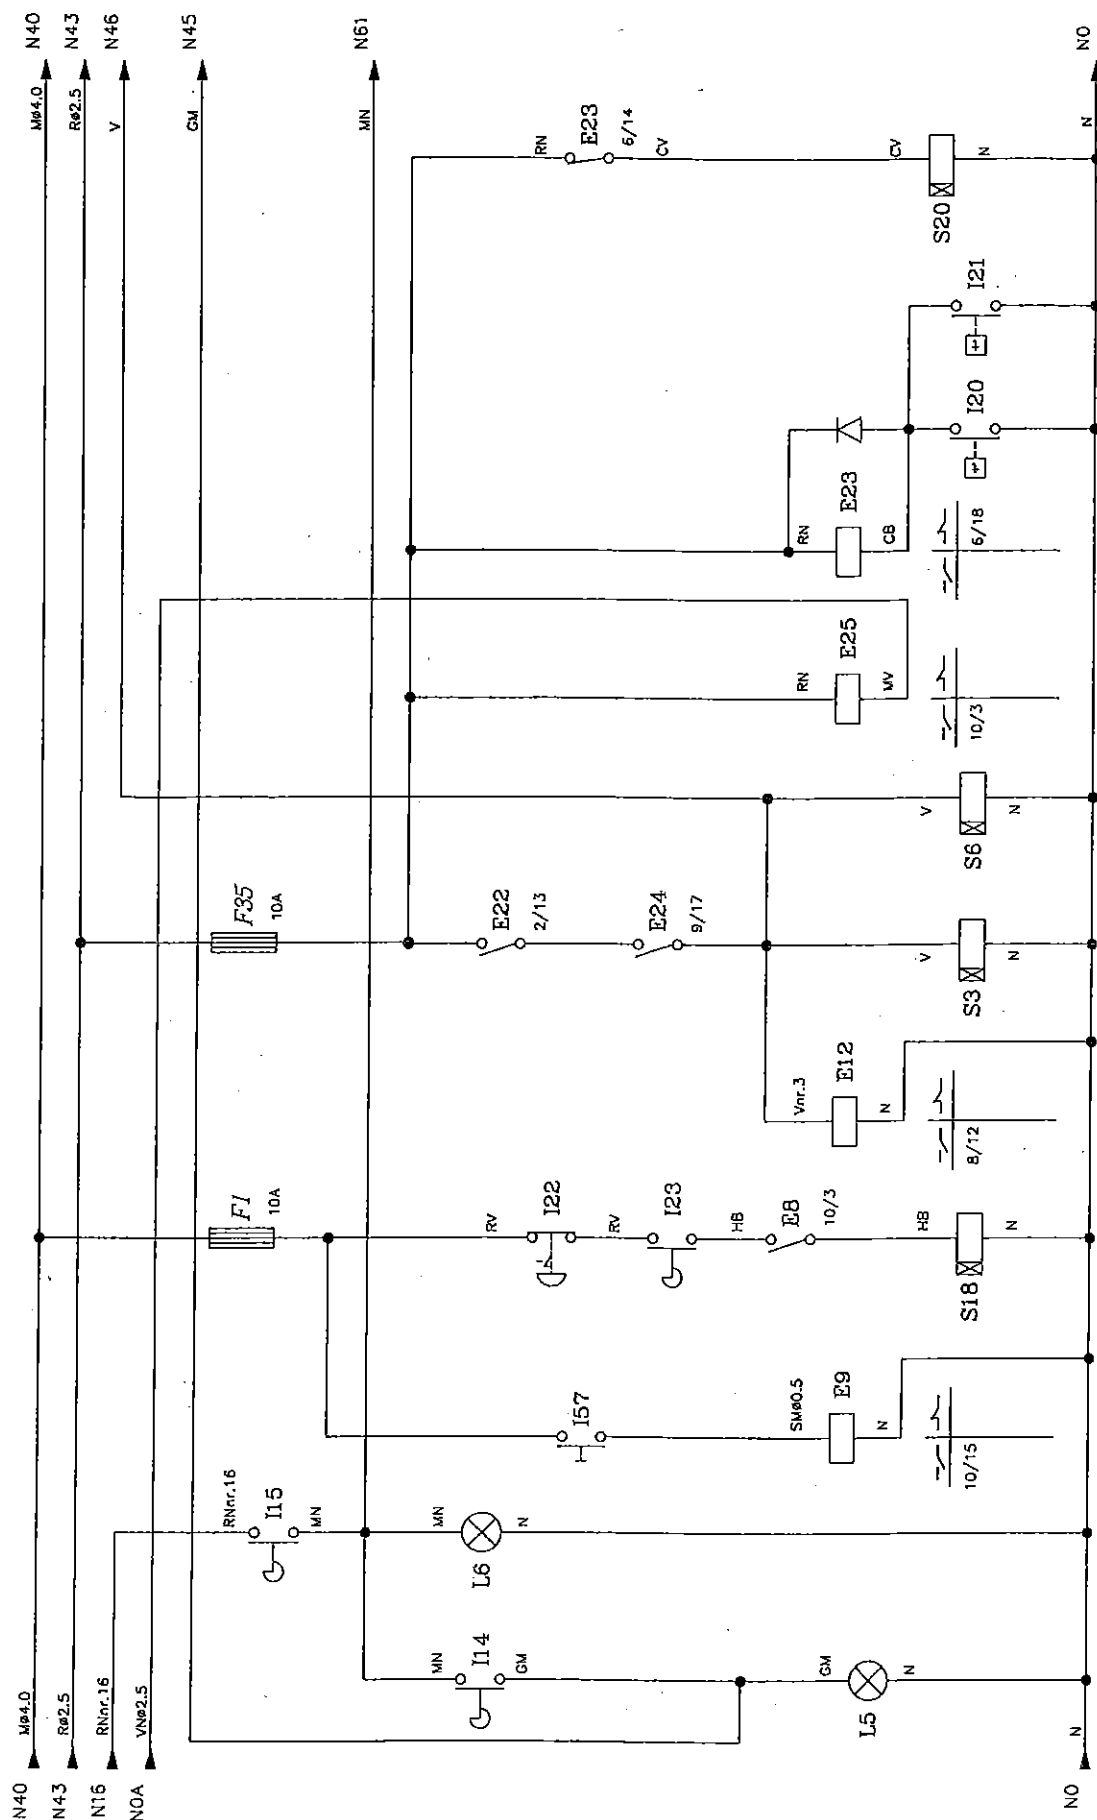 N40
N43
N46
N45
N61
N0
Mø4.0
Rø2.5
V
GM
MN
N
RN
E23
6/14
CV
CV
S20
N
I21
t
I20
t
RN
E23
CB
6/18
RN
E25
MV
10/3
V
S6
N
F35
10A
E22
2/13
E24
9/17
V
S3
N
Vnr.3
E12
N
8/12
F1
10A
RV
I22
RV
I23
HB
E8
10/3
HB
S18
N
I57
SMø0.5
E9
N
10/15
RNnr.16
I15
MN
MN
L6
N
MN
I14
GM
GM
L5
N
Mø4.0
Rø2.5
RNnr.16
VNø2.5
N
N40
N43
N16
N0A
N0